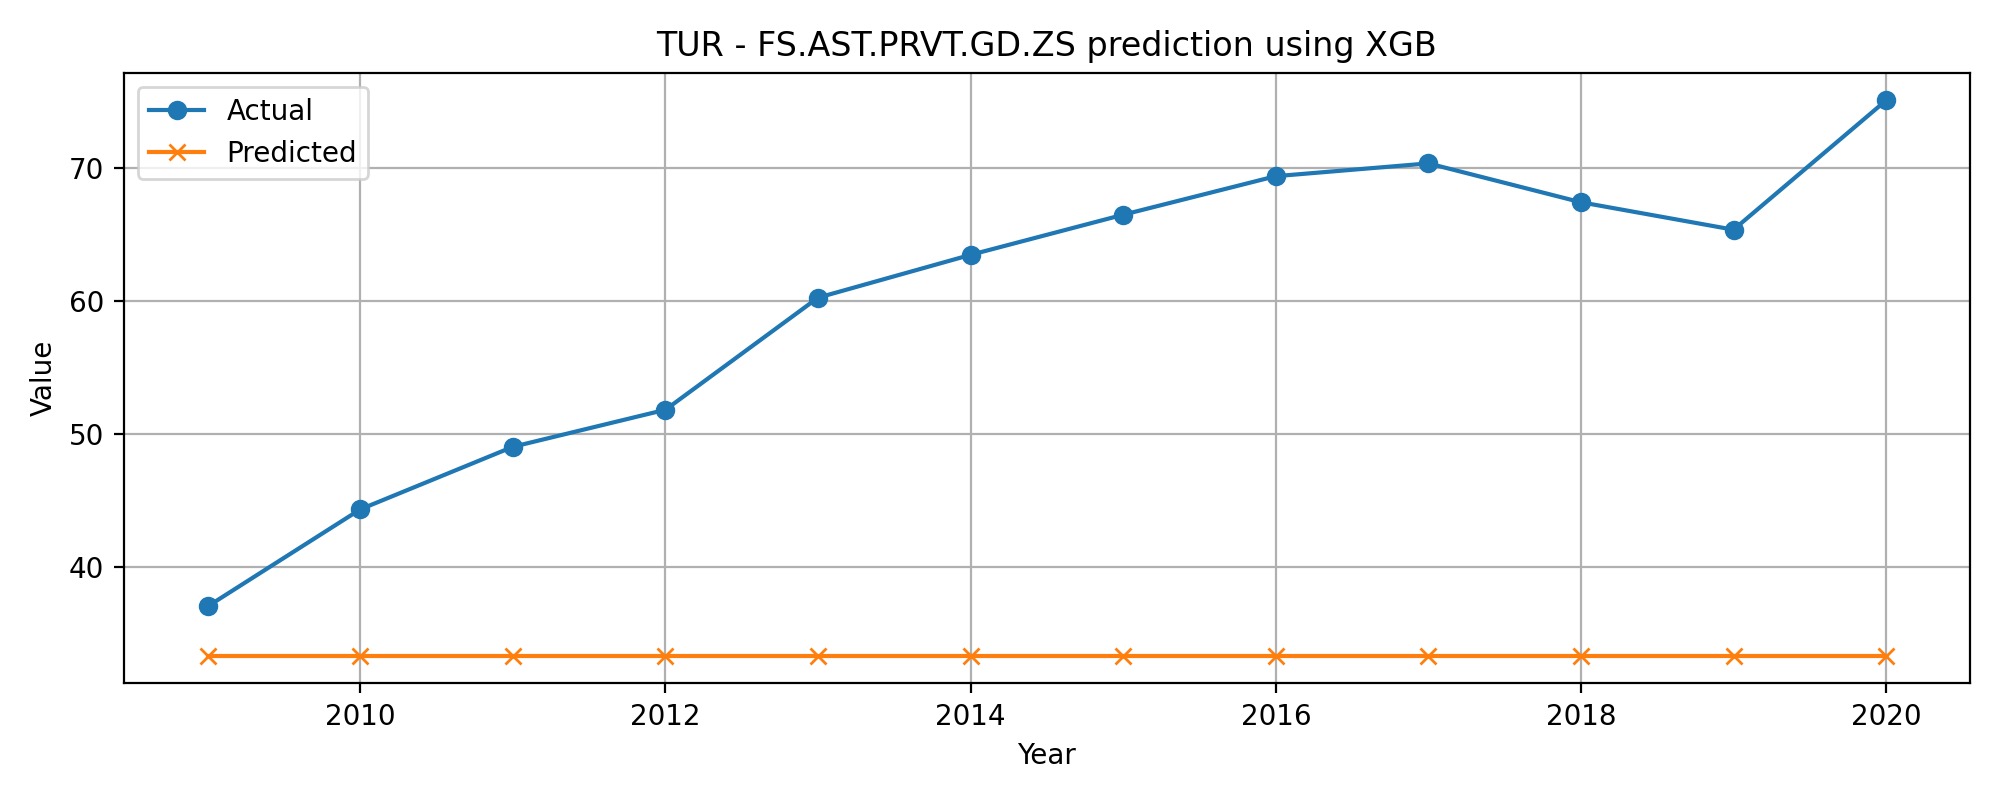 TUR - FS.AST.PRVT.GD.ZS prediction using XGB
Actual
Predicted
Value
70
60
50
40
2010 2012 2014 2016 2018 2020
Year